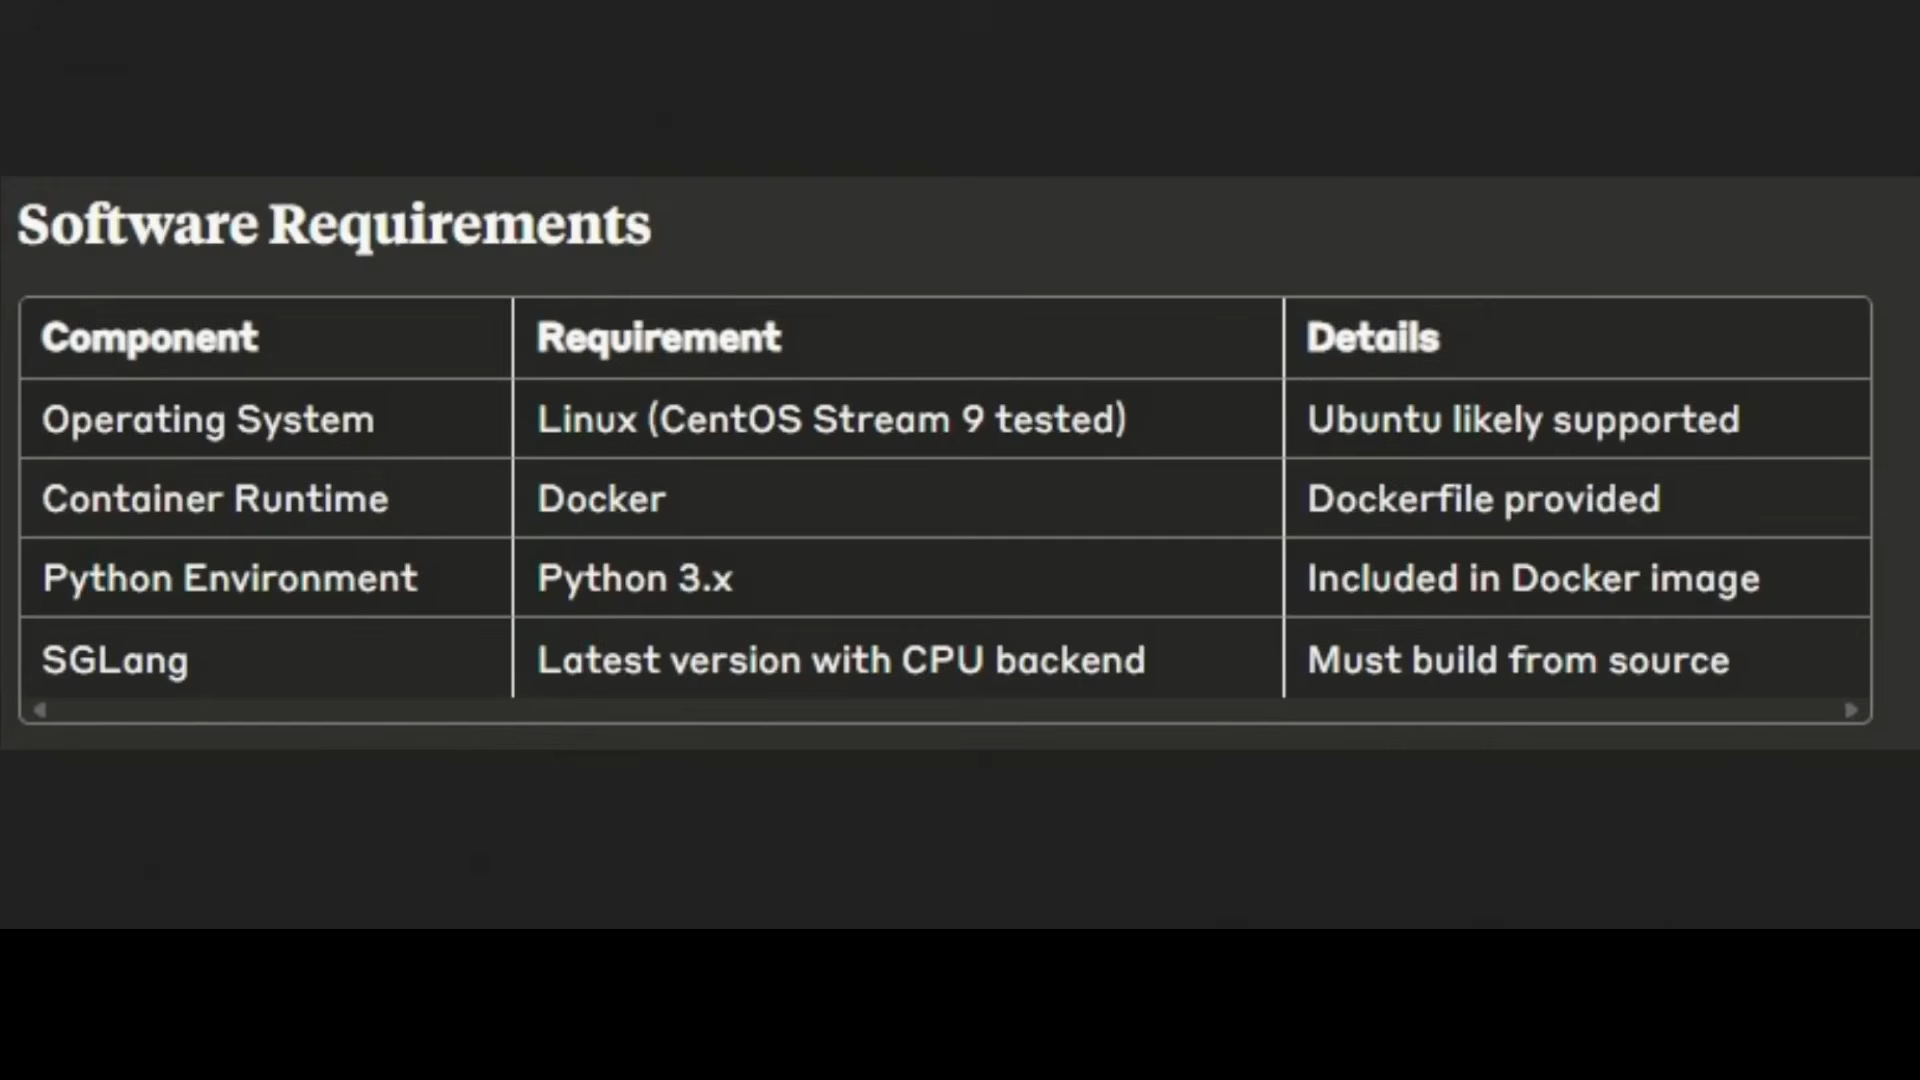 Software Requirements
Component Requirement Details
Operating System Linux (CentOS Stream 9 tested) Ubuntu likely supported
Container Runtime Docker Dockerfile provided
Python Environment Python 3.x Included in Docker image
SGLang Latest version with CPU backend Must build from source